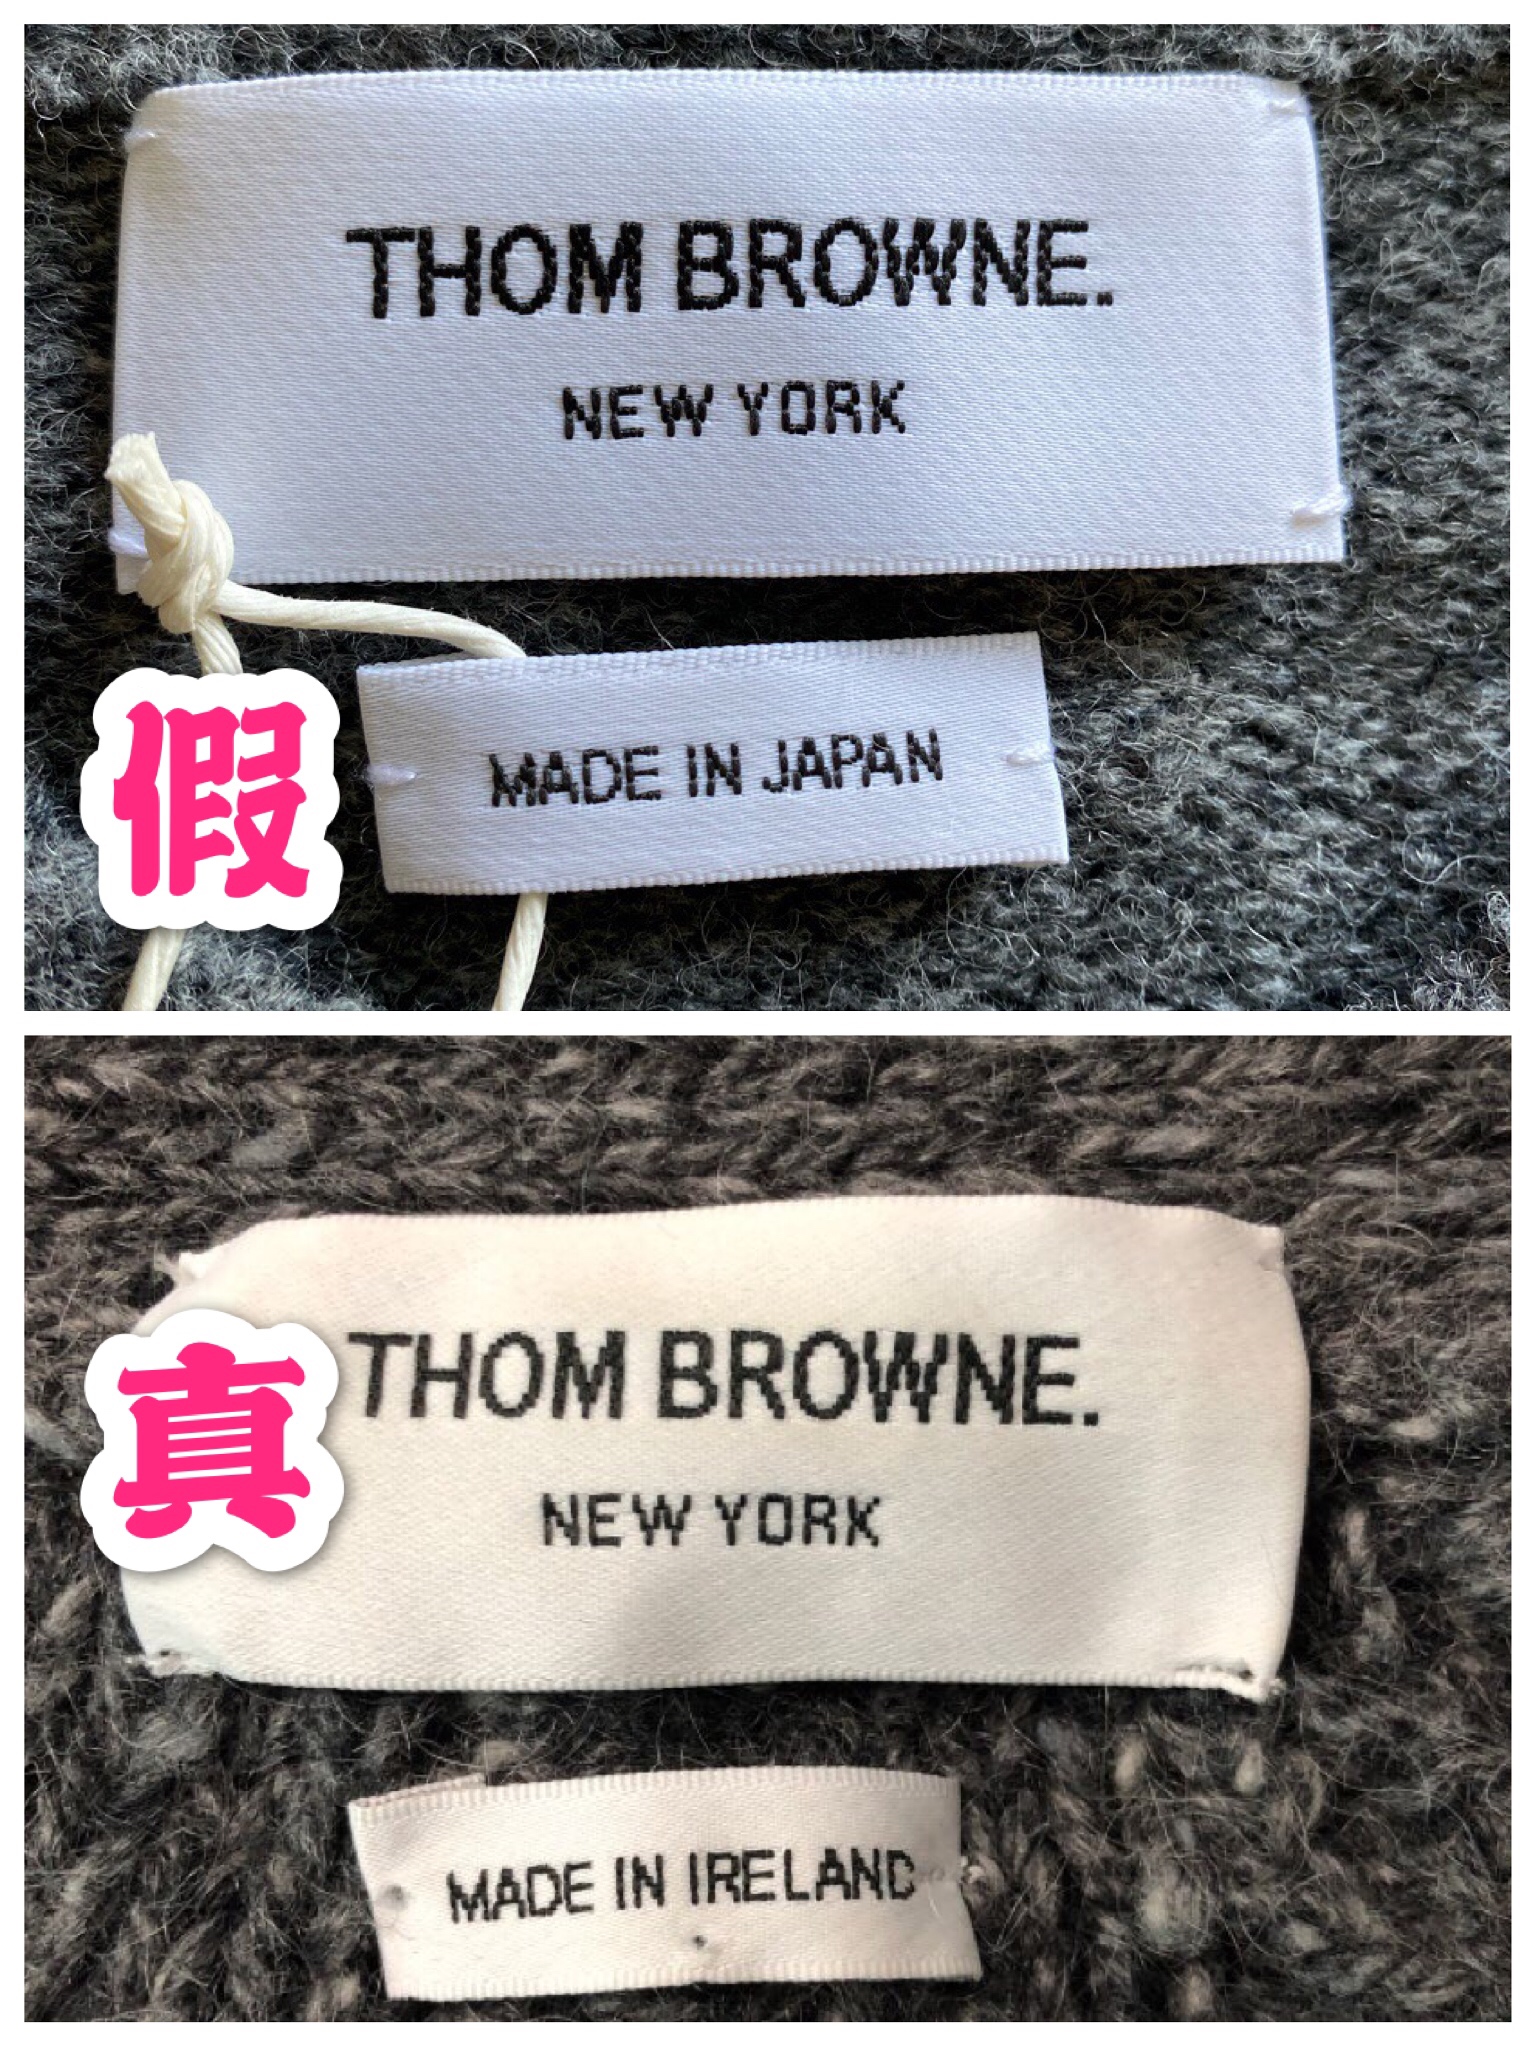 THOM BROWNE.
NEW YORK
MADE IN JAPAN
假
THOM BROWNE.
NEW YORK
真
MADE IN IRELAND